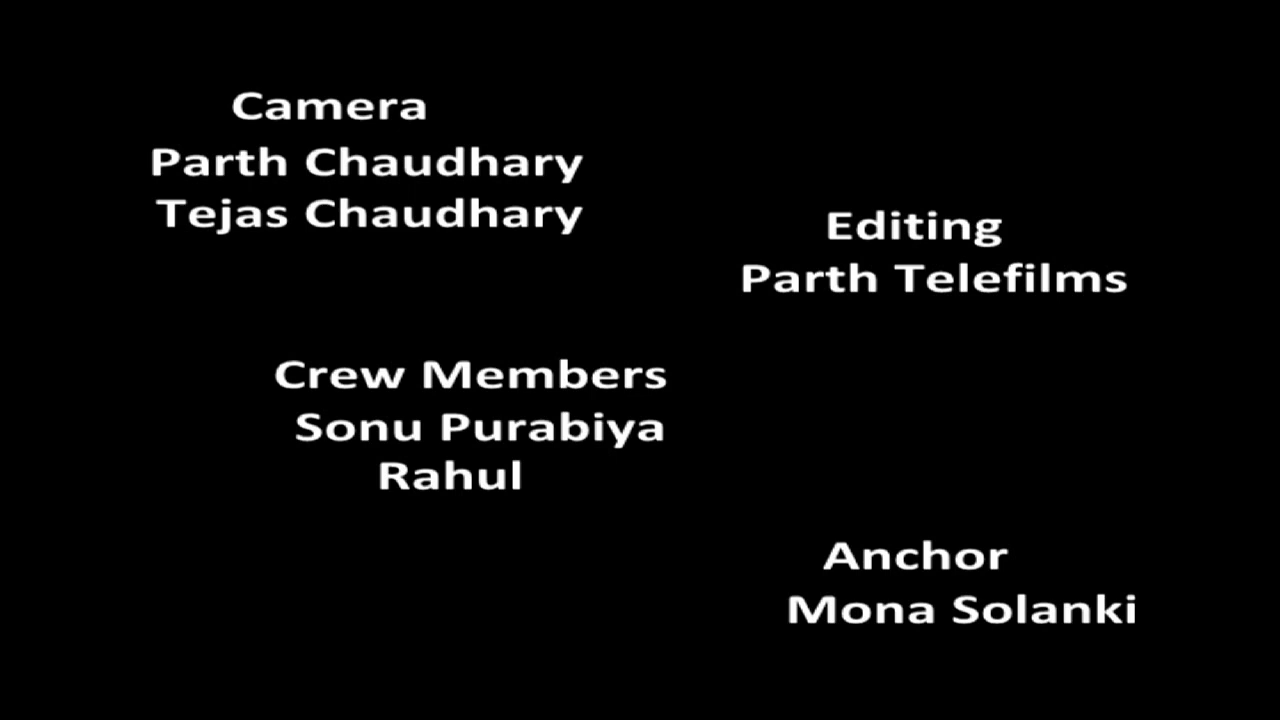 Camera
Parth Chaudhary
Tejas Chaudhary
Editing
Parth Telefilms
Crew Members
Sonu Purabiya
Rahul
Anchor
Mona Solanki